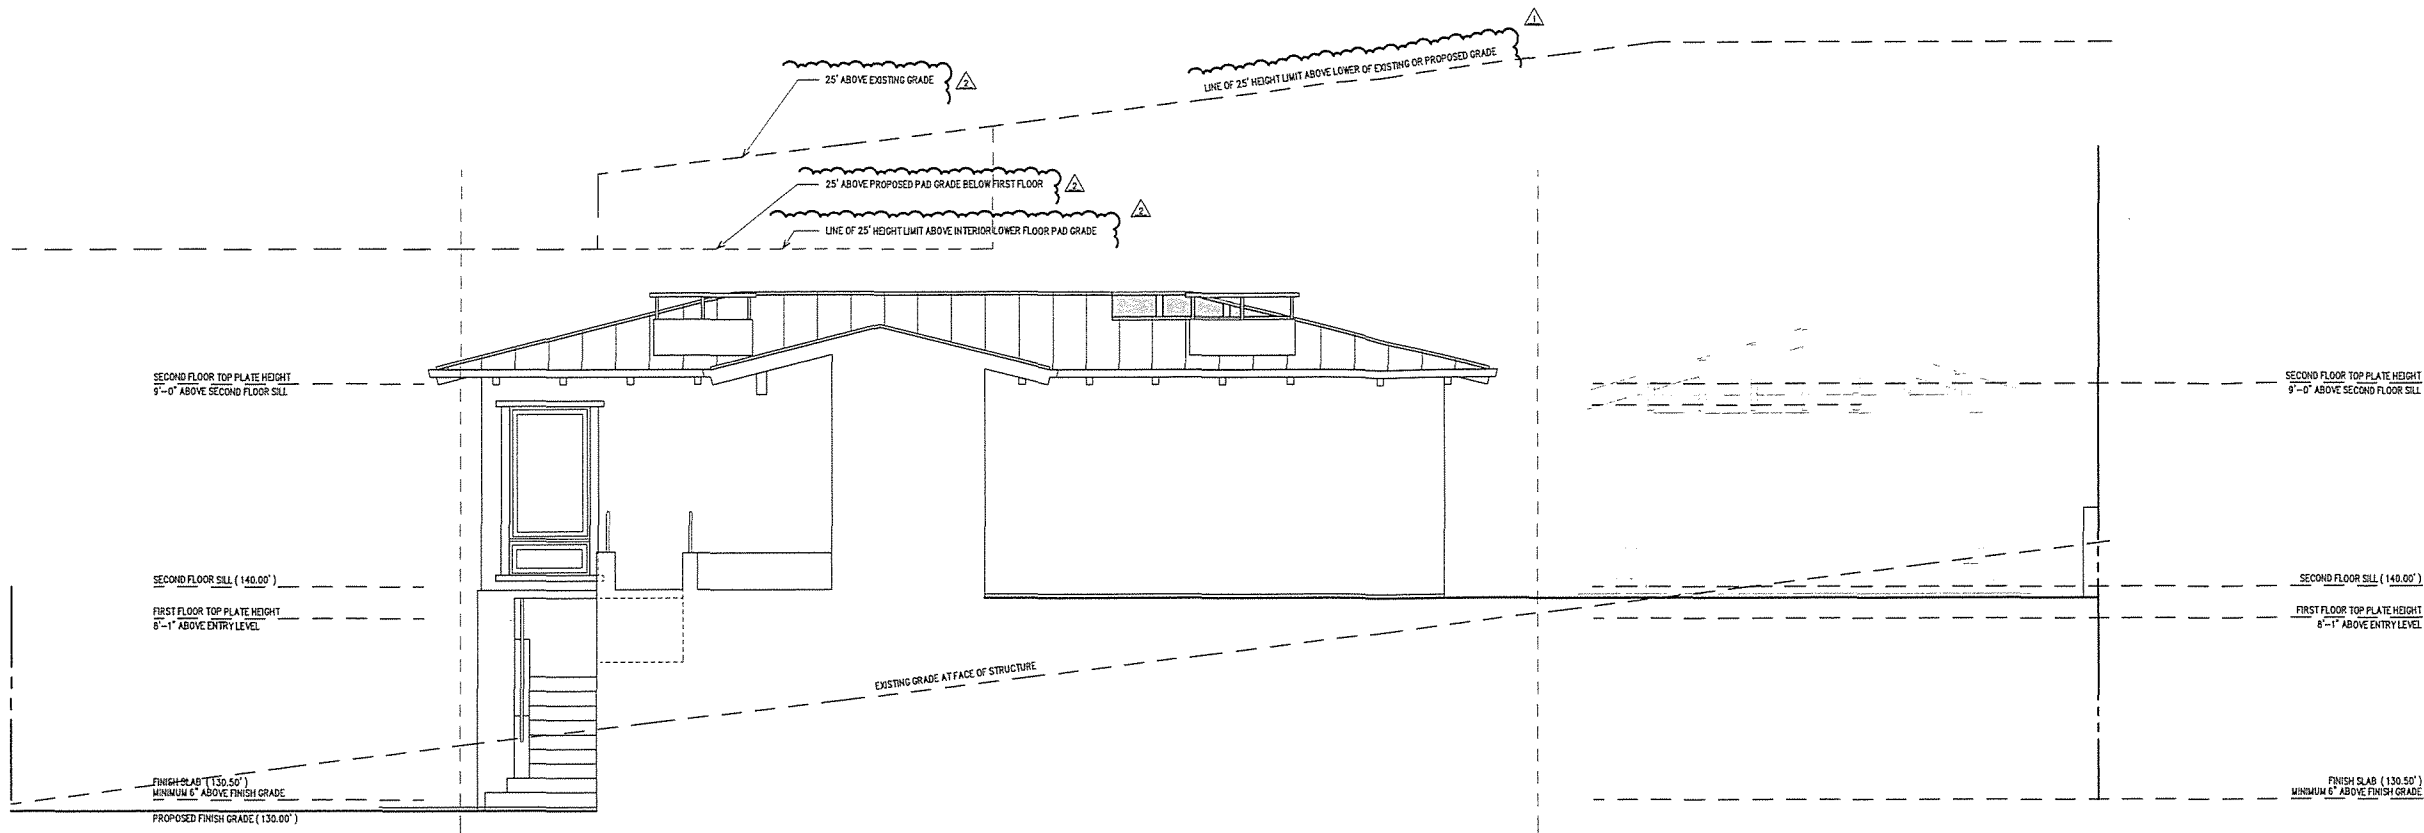 1
LINE OF 25' HEIGHT LIMIT ABOVE LOWER OF EXISTING OR PROPOSED GRADE
25' ABOVE EXISTING GRADE
2
25' ABOVE PROPOSED PAD GRADE BELOW FIRST FLOOR
2
LINE OF 25' HEIGHT LIMIT ABOVE INTERIOR LOWER FLOOR PAD GRADE
2
SECOND FLOOR TOP PLATE HEIGHT
9'-0" ABOVE SECOND FLOOR SILL
SECOND FLOOR TOP PLATE HEIGHT
9'-0" ABOVE SECOND FLOOR SILL
SECOND FLOOR SILL (140.00')
SECOND FLOOR SILL (140.00')
FIRST FLOOR TOP PLATE HEIGHT
8'-1" ABOVE ENTRY LEVEL
FIRST FLOOR TOP PLATE HEIGHT
8'-1" ABOVE ENTRY LEVEL
EXISTING GRADE AT FACE OF STRUCTURE
FINISH SLAB (130.50')
MINIMUM 6" ABOVE FINISH GRADE
FINISH SLAB (130.50')
MINIMUM 6" ABOVE FINISH GRADE
PROPOSED FINISH GRADE (130.00')